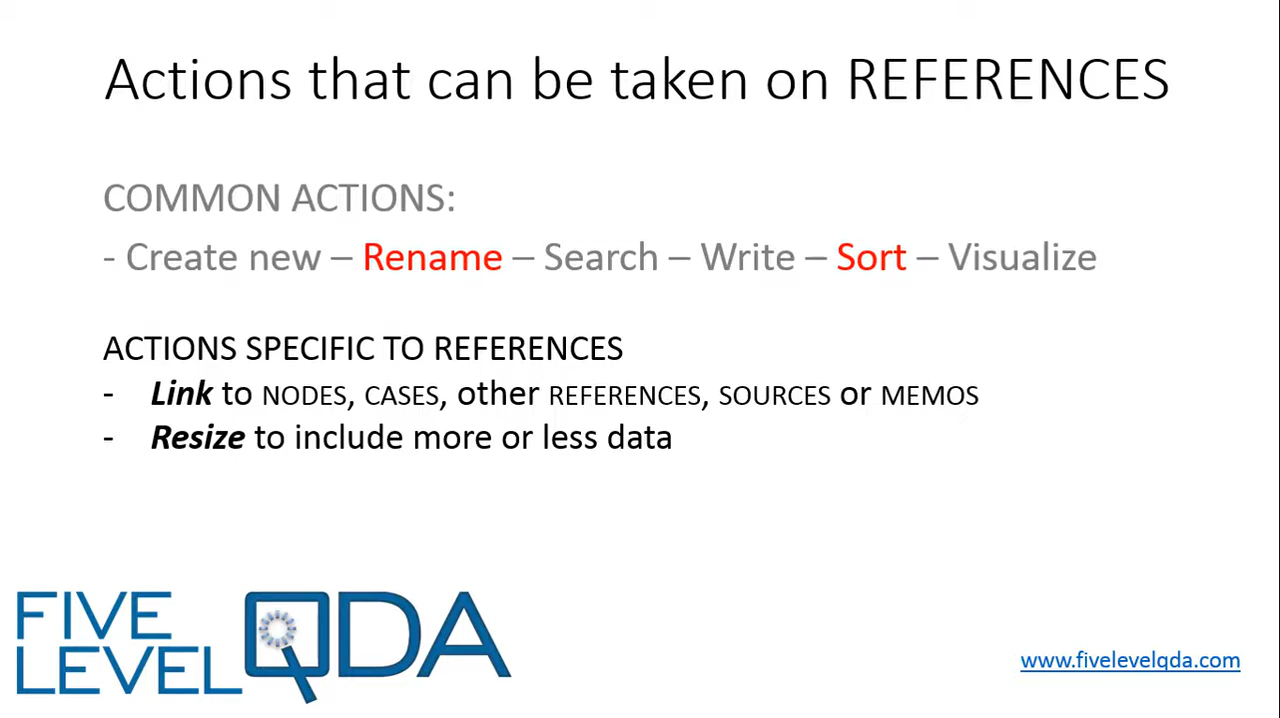 Actions that can be taken on REFERENCES
COMMON ACTIONS:
- Create new – Rename – Search – Write – Sort – Visualize
ACTIONS SPECIFIC TO REFERENCES
- Link to NODES, CASES, other REFERENCES, SOURCES or MEMOS
- Resize to include more or less data
FIVE LEVEL QDA
www.fivelevelqda.com